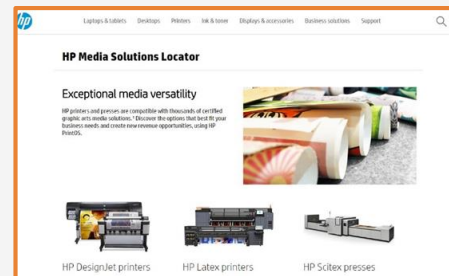 hp
Laptops & tablets Desktops Printers Ink & toner Displays & accessories Business solutions Support
HP Media Solutions Locator
Exceptional media versatility
HP printers and presses are compatible with thousands of certified
graphic arts media solutions.¹ Discover the options that best fit your
business needs and create new revenue opportunities, using HP
PrintOS.
HP DesignJet printers HP Latex printers HP Scitex presses